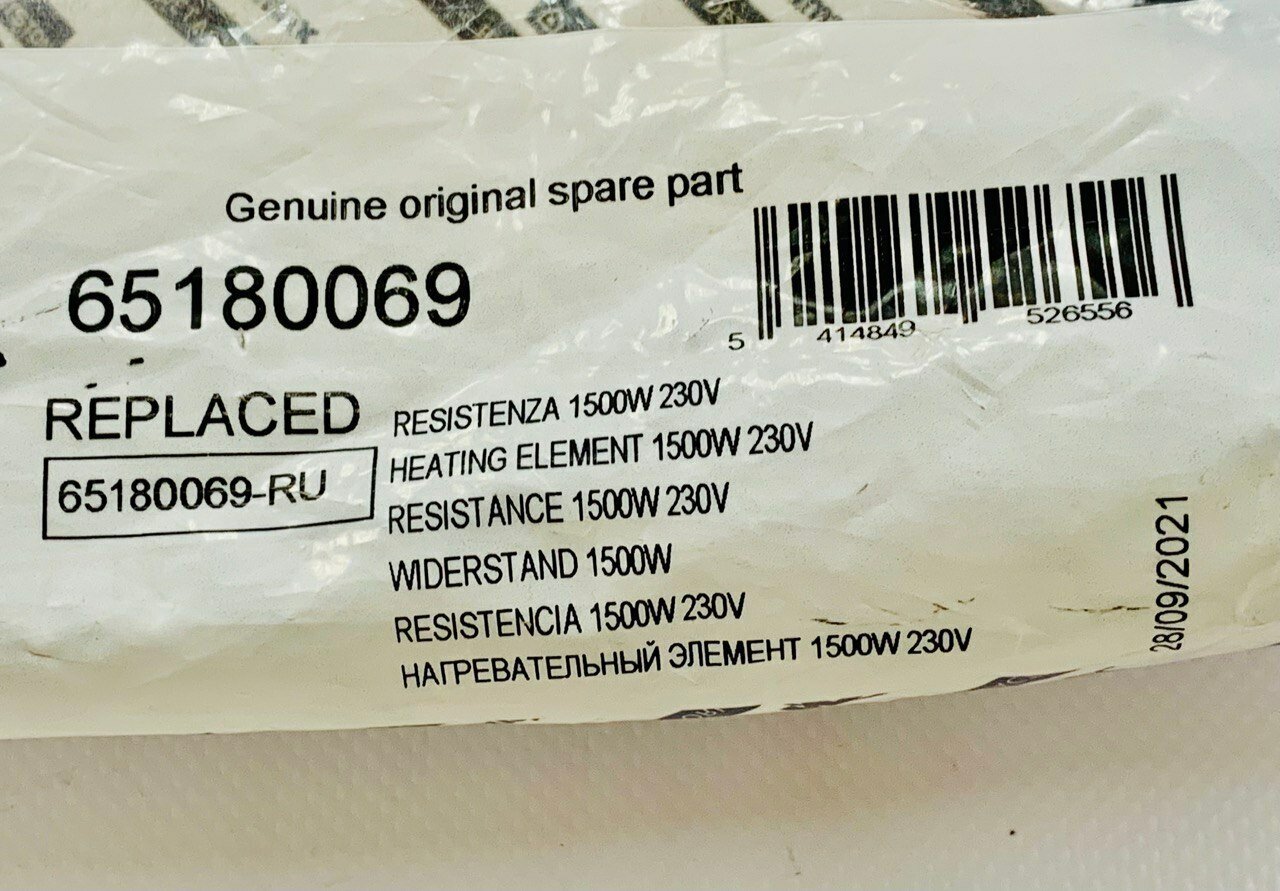 Genuine original spare part
65180069
5 414849 526556
REPLACED
65180069-RU
RESISTENZA 1500W 230V
HEATING ELEMENT 1500W 230V
RESISTANCE 1500W 230V
WIDERSTAND 1500W
RESISTENCIA 1500W 230V
НАГРЕВАТЕЛЬНЫЙ ЭЛЕМЕНТ 1500W 230V
28/09/2021